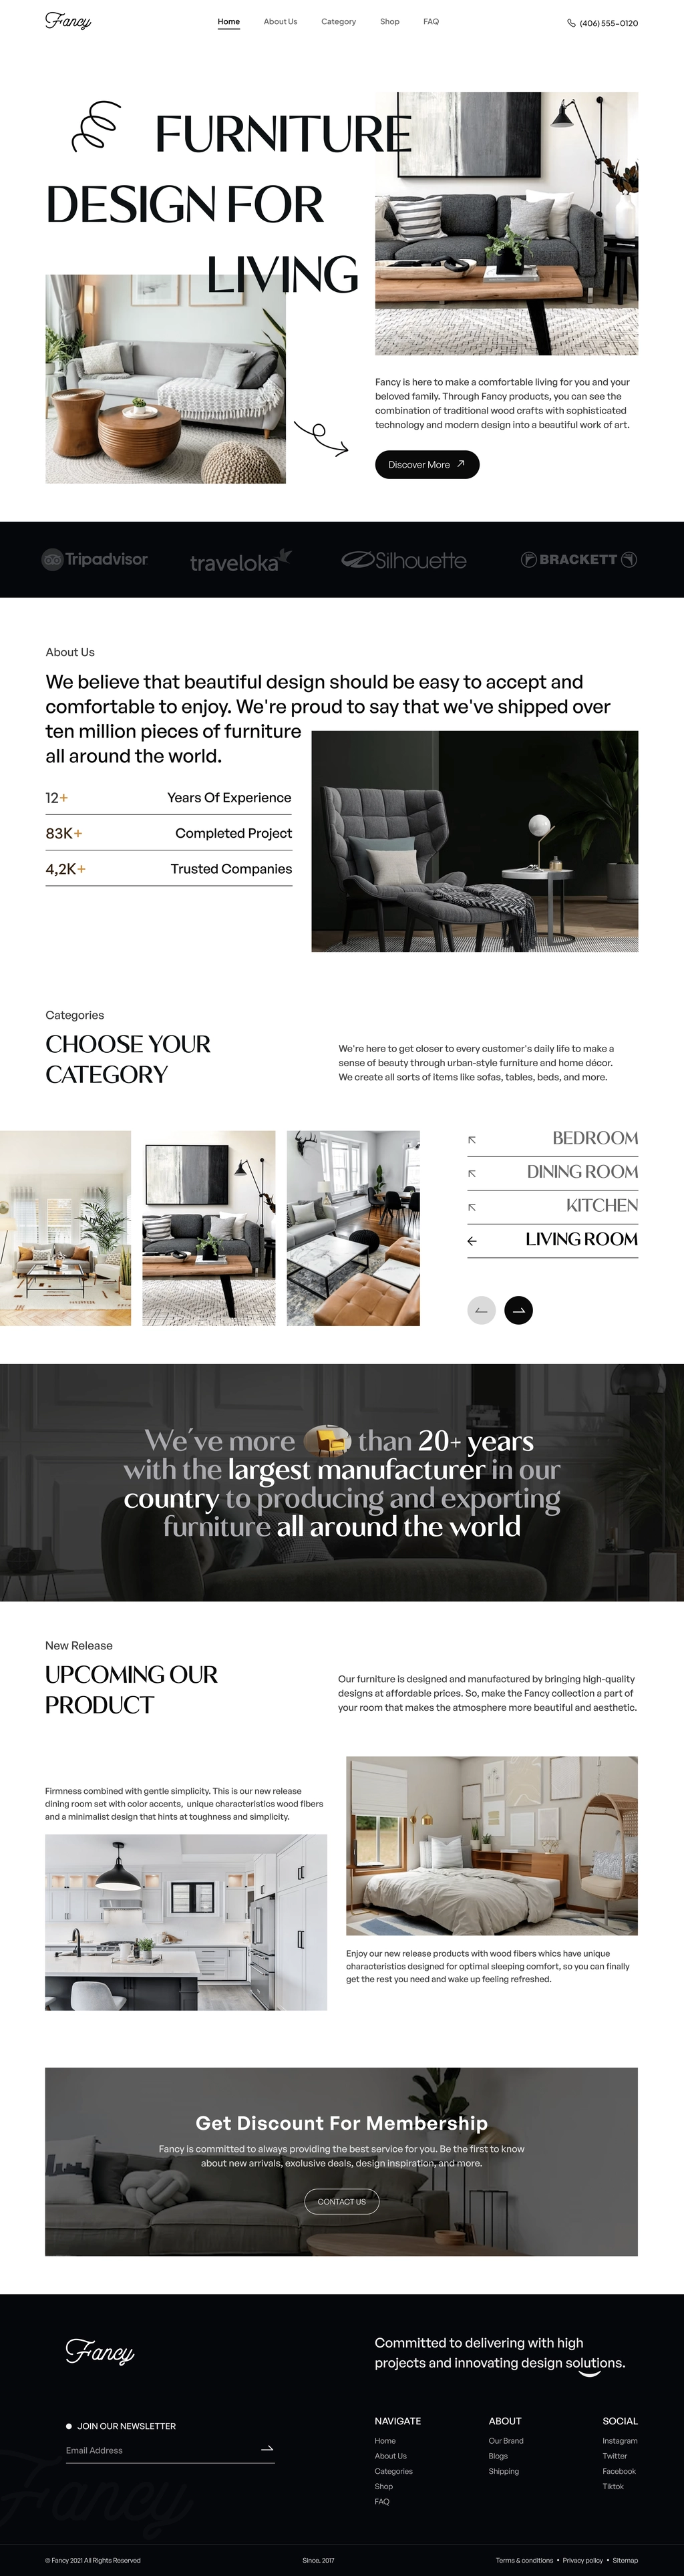 Fancy
Home
About Us
Category
Shop
FAQ
(406) 555-0120
FURNITURE
DESIGN FOR
LIVING
Fancy is here to make a comfortable living for you and your
beloved family. Through Fancy products, you can see the
combination of traditional wood crafts with sophisticated
technology and modern design into a beautiful work of art.
Discover More
Tripadvisor
traveloka
Silhouette
BRACKETT
About Us
We believe that beautiful design should be easy to accept and
comfortable to enjoy. We're proud to say that we've shipped over
ten million pieces of furniture
all around the world.
12+ Years Of Experience
83K+ Completed Project
4,2K+ Trusted Companies
Categories
CHOOSE YOUR
CATEGORY
We're here to get closer to every customer's daily life to make a
sense of beauty through urban-style furniture and home décor.
We create all sorts of items like sofas, tables, beds, and more.
BEDROOM
DINING ROOM
KITCHEN
LIVING ROOM
We´ve more than 20+ years
with the largest manufacturer in our
country to producing and exporting
furniture all around the world
New Release
UPCOMING OUR
PRODUCT
Our furniture is designed and manufactured by bringing high-quality
designs at affordable prices. So, make the Fancy collection a part of
your room that makes the atmosphere more beautiful and aesthetic.
Firmness combined with gentle simplicity. This is our new release
dining room set with color accents, unique characteristics wood fibers
and a minimalist design that hints at toughness and simplicity.
Enjoy our new release products with wood fibers whics have unique
characteristics designed for optimal sleeping comfort, so you can finally
get the rest you need and wake up feeling refreshed.
Get Discount For Membership
Fancy is committed to always providing the best service for you. Be the first to know
about new arrivals, exclusive deals, design inspiration, and more.
CONTACT US
Fancy
Committed to delivering with high
projects and innovating design solutions.
JOIN OUR NEWSLETTER
Email Address
NAVIGATE
Home
About Us
Categories
Shop
FAQ
ABOUT
Our Brand
Blogs
Shipping
SOCIAL
Instagram
Twitter
Facebook
Tiktok
Fancy
© Fancy 2021 All Rights Reserved
Since. 2017
Terms & conditions • Privacy policy • Sitemap